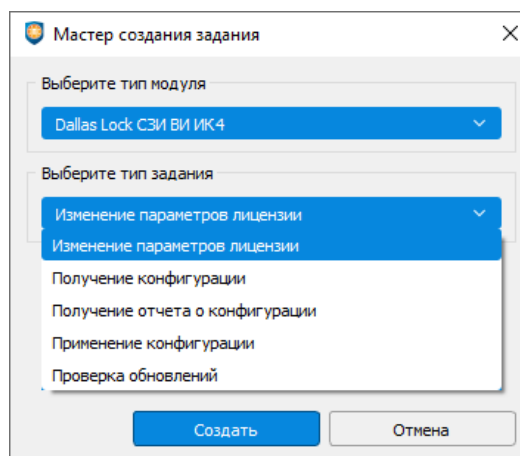 Мастер создания задания
Выберите тип модуля
Dallas Lock СЗИ ВИ ИК4
Выберите тип задания
Изменение параметров лицензии
Изменение параметров лицензии
Получение конфигурации
Получение отчета о конфигурации
Применение конфигурации
Проверка обновлений
Создать Отмена